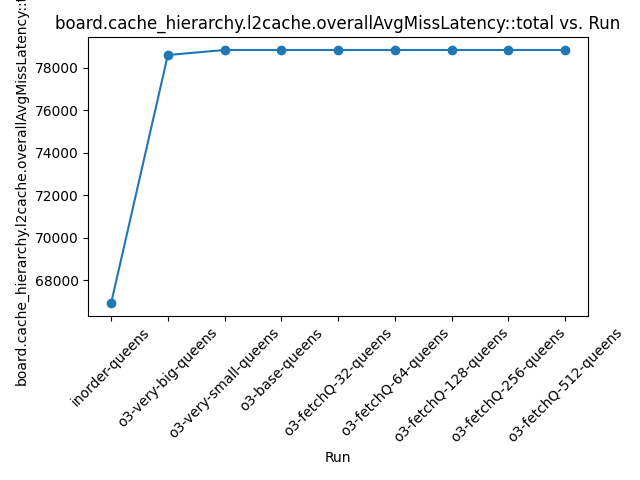 board.cache_hierarchy.l2cache.overallAvgMissLatency::total vs. Run
board.cache_hierarchy.l2cache.overallAvgMissLatency::t
78000
76000
74000
72000
70000
68000
inorder-queens
o3-very-big-queens
o3-very-small-queens
o3-base-queens
o3-fetchQ-32-queens
o3-fetchQ-64-queens
o3-fetchQ-128-queens
o3-fetchQ-256-queens
o3-fetchQ-512-queens
Run